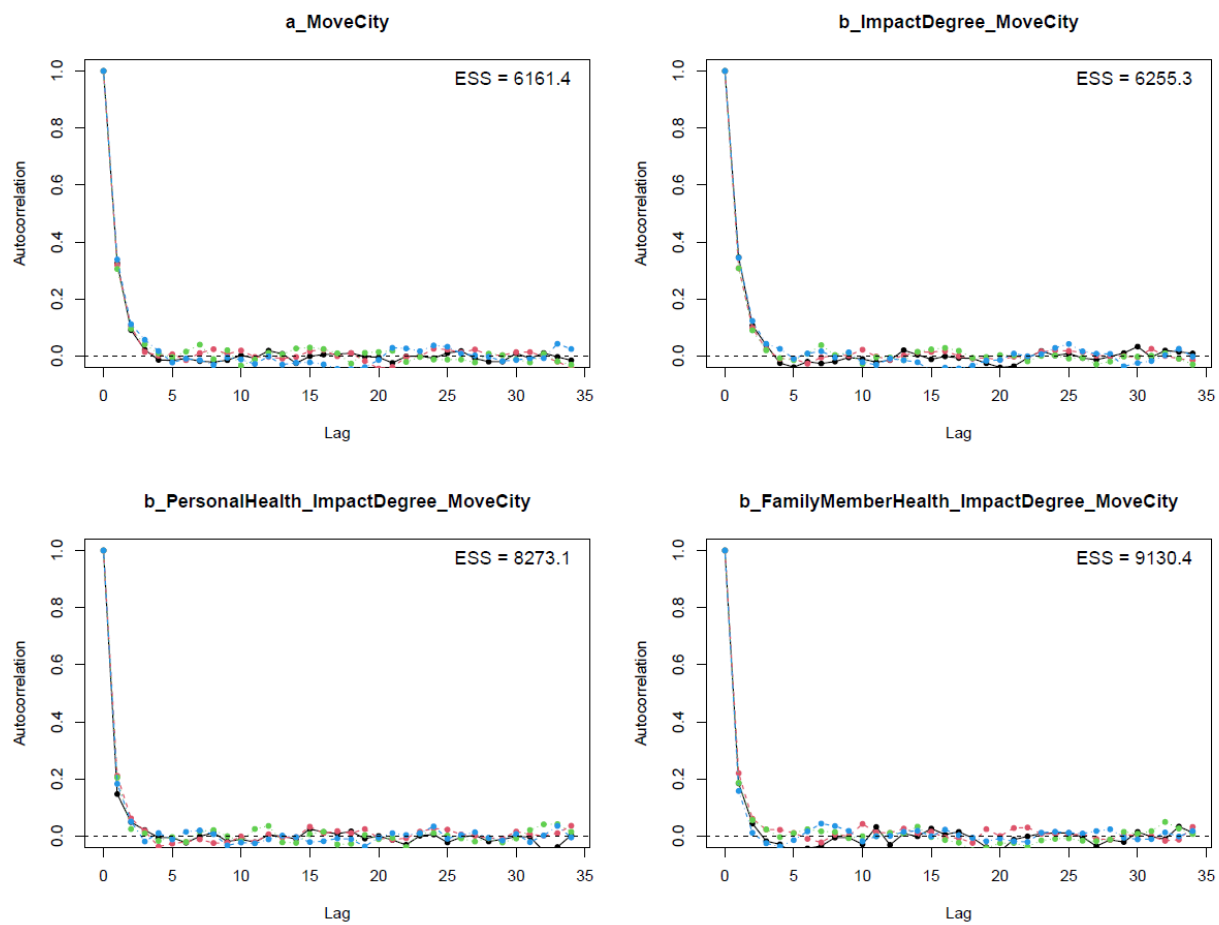 a_MoveCity
ESS = 6161.4
Autocorrelation
1.0
0.8
0.6
0.4
0.2
0.0
0 5 10 15 20 25 30 35
Lag
b_ImpactDegree_MoveCity
ESS = 6255.3
Autocorrelation
1.0
0.8
0.6
0.4
0.2
0.0
0 5 10 15 20 25 30 35
Lag
b_PersonalHealth_ImpactDegree_MoveCity
ESS = 8273.1
Autocorrelation
1.0
0.8
0.6
0.4
0.2
0.0
0 5 10 15 20 25 30 35
Lag
b_FamilyMemberHealth_ImpactDegree_MoveCity
ESS = 9130.4
Autocorrelation
1.0
0.8
0.6
0.4
0.2
0.0
0 5 10 15 20 25 30 35
Lag